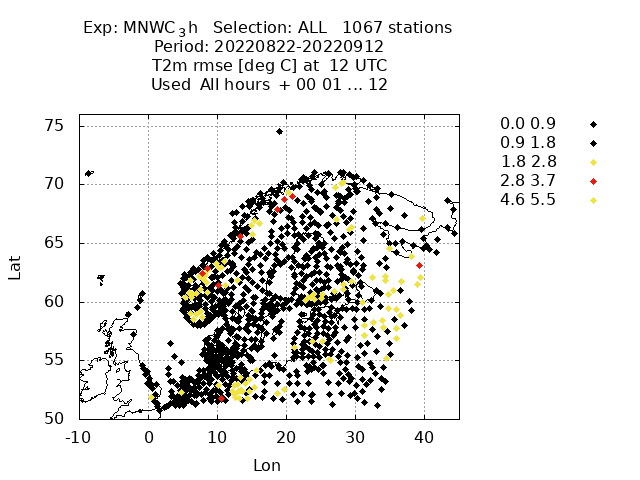 Exp: MNWC_3h Selection: ALL 1067 stations
Period: 20220822-20220912
T2m rmse [deg C] at 12 UTC
Used All hours + 00 01 ... 12
0.0 0.9
0.9 1.8
1.8 2.8
2.8 3.7
4.6 5.5
75
70
65
60
55
50
Lat
-10 0 10 20 30 40
Lon